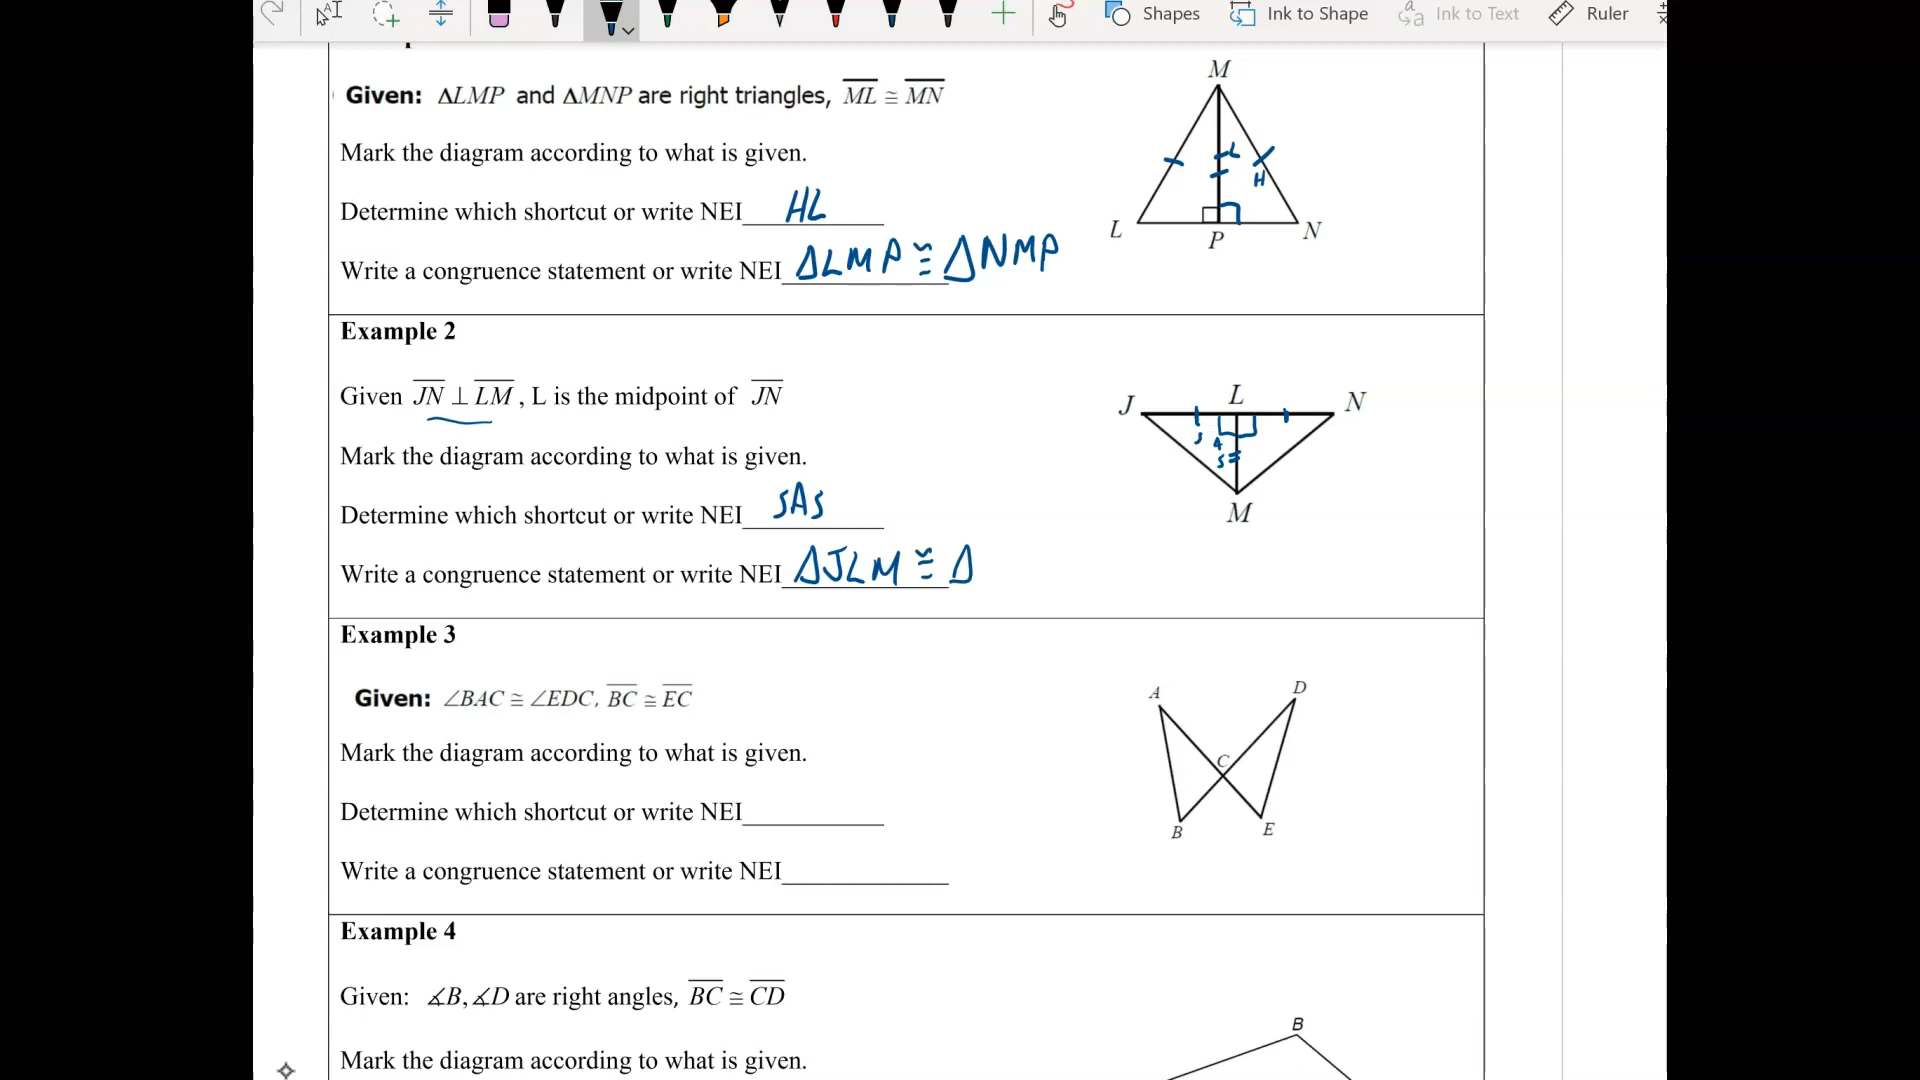 Shapes Ink to Shape Ink to Text Ruler
Given: ΔLMP and ΔMNP are right triangles, ML ≅ MN
Mark the diagram according to what is given.
Determine which shortcut or write NEI HL
Write a congruence statement or write NEI ΔLMP ≅ ΔNMP
M
L
H
L
P
N
Example 2
Given JN ⊥ LM , L is the midpoint of JN
Mark the diagram according to what is given.
Determine which shortcut or write NEI SAS
Write a congruence statement or write NEI ΔJLM ≅ Δ
J
L
N
S
A
S
M
Example 3
Given: ∠BAC ≅ ∠EDC, BC ≅ EC
Mark the diagram according to what is given.
Determine which shortcut or write NEI
Write a congruence statement or write NEI
A
D
C
B
E
Example 4
Given: ∡B, ∡D are right angles, BC ≅ CD
Mark the diagram according to what is given.
B